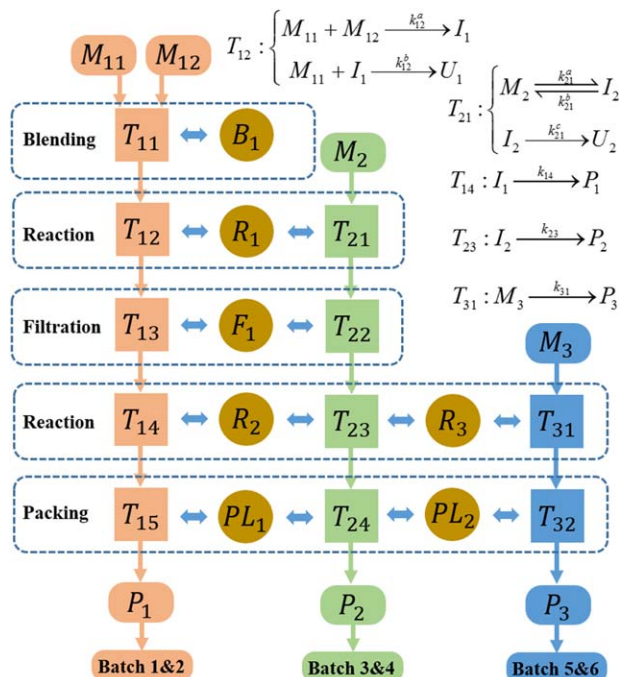 M₁₁ M₁₂
T₁₂ : { M₁₁ + M₁₂ —k₁₂ᵃ→ I₁
M₁₁ + I₁ —k₁₂ᵇ→ U₁
T₂₁ : { M₂ ⇌ I₂ k₂₁ᵃ k₂₁ᵇ
I₂ —k₂₁ᶜ→ U₂
Blending T₁₁ B₁
M₂
T₁₄ : I₁ —k₁₄→ P₁
Reaction T₁₂ R₁ T₂₁
T₂₃ : I₂ —k₂₃→ P₂
T₃₁ : M₃ —k₃₁→ P₃
Filtration T₁₃ F₁ T₂₂
M₃
Reaction T₁₄ R₂ T₂₃ R₃ T₃₁
Packing T₁₅ PL₁ T₂₄ PL₂ T₃₂
P₁ P₂ P₃
Batch 1&2 Batch 3&4 Batch 5&6